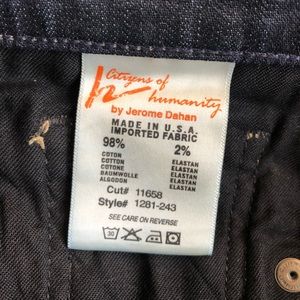 Citizens of
humanity
by Jerome Dahan
MADE IN U.S.A.
IMPORTED FABRIC
98% 2%
COTON ELASTAN
COTTON ELASTAN
COTONE ELASTAN
BAUMWOLLE ELASTAN
ALGODON ELASTAN
Cut# 11658
Style# 1281-243
SEE CARE ON REVERSE
30